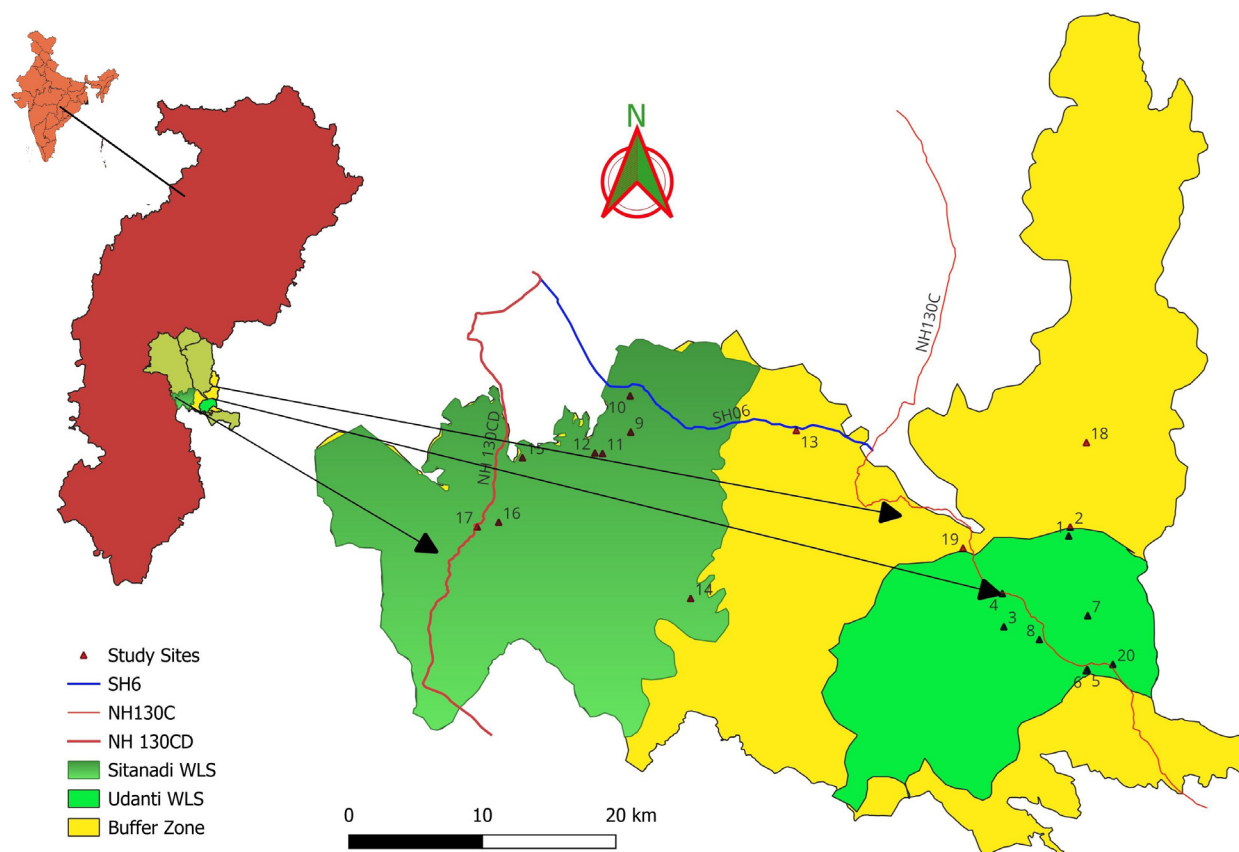 N
NH130C
SH06
NH 130CD
10
9
12
11
15
13
18
17
16
2
1
19
14
4
3
7
8
20
6
5
Study Sites
SH6
NH130C
NH 130CD
Sitanadi WLS
Udanti WLS
Buffer Zone
0
10
20 km